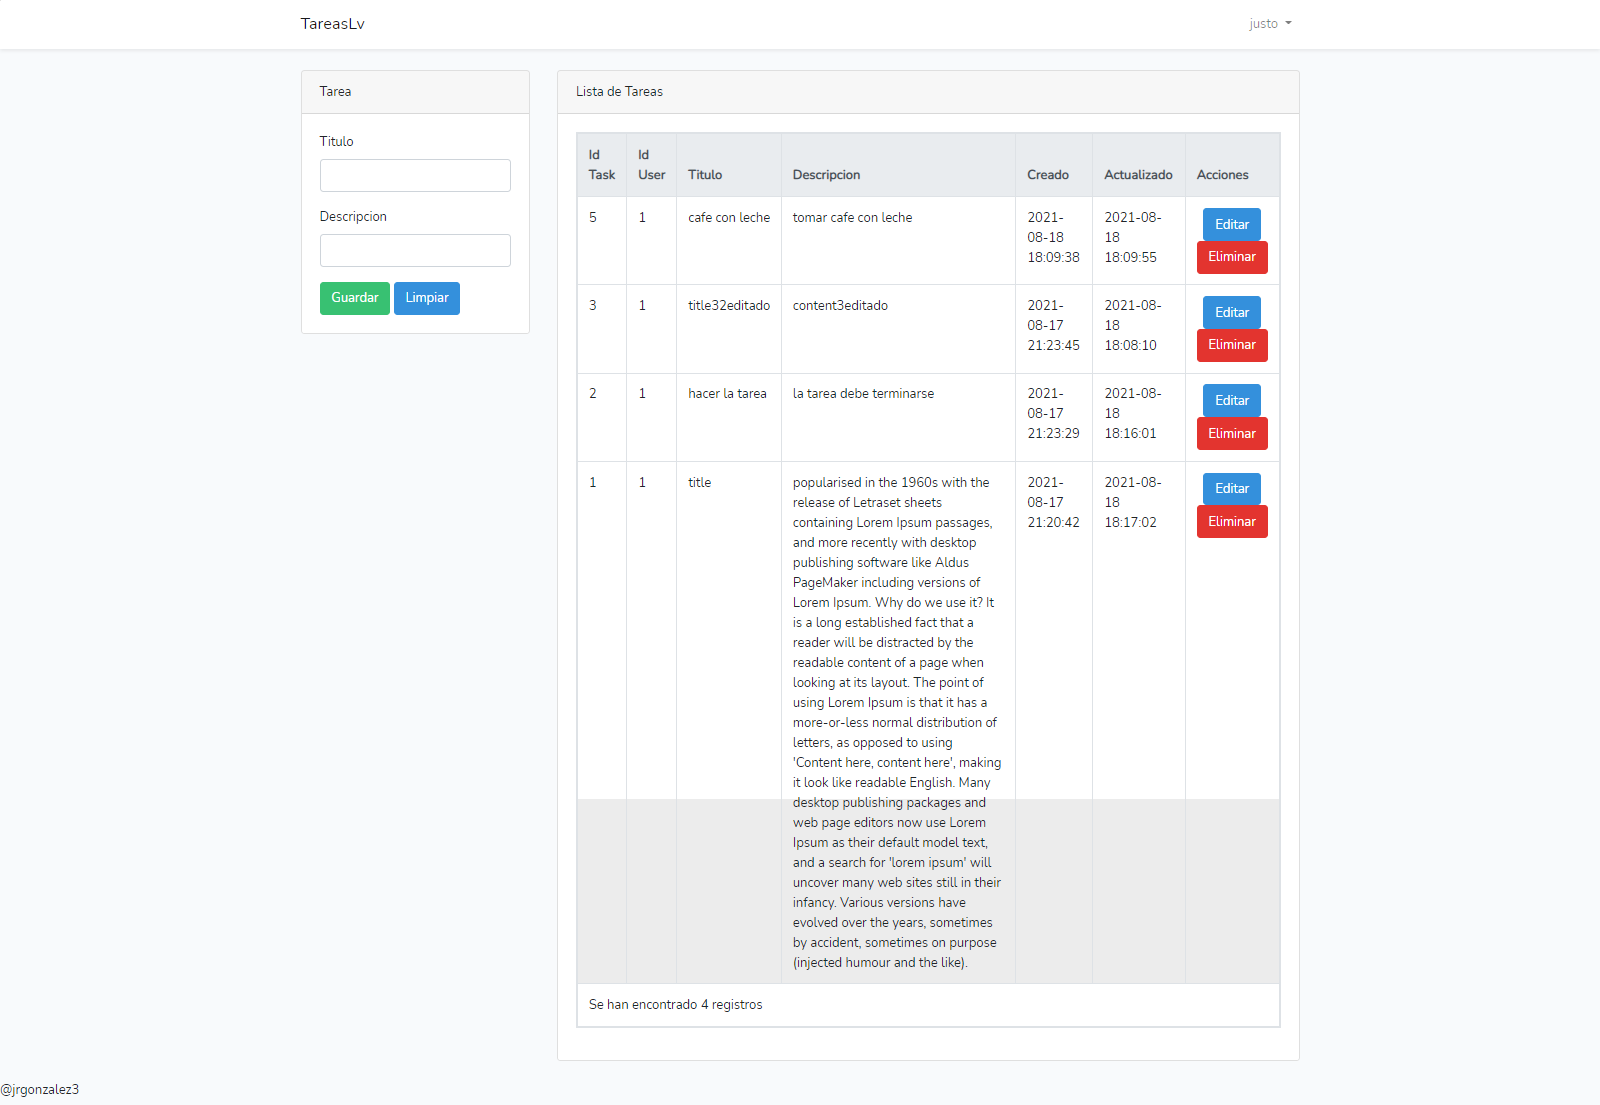 TareasLv
justo
Tarea
Titulo
Descripcion
Guardar Limpiar
Lista de Tareas
Id Task Id User Titulo Descripcion Creado Actualizado Acciones
5 1 cafe con leche tomar cafe con leche 2021-08-18 18:09:38 2021-08-18 18:09:55 Editar Eliminar
3 1 title32editado content3editado 2021-08-17 21:23:45 2021-08-18 18:08:10 Editar Eliminar
2 1 hacer la tarea la tarea debe terminarse 2021-08-17 21:23:29 2021-08-18 18:16:01 Editar Eliminar
1 1 title
popularised in the 1960s with the
release of Letraset sheets
containing Lorem Ipsum passages,
and more recently with desktop
publishing software like Aldus
PageMaker including versions of
Lorem Ipsum. Why do we use it? It
is a long established fact that a
reader will be distracted by the
readable content of a page when
looking at its layout. The point of
using Lorem Ipsum is that it has a
more-or-less normal distribution of
letters, as opposed to using
'Content here, content here', making
it look like readable English. Many
desktop publishing packages and
web page editors now use Lorem
Ipsum as their default model text,
and a search for 'lorem ipsum' will
uncover many web sites still in their
infancy. Various versions have
evolved over the years, sometimes
by accident, sometimes on purpose
(injected humour and the like).
2021-08-17 21:20:42 2021-08-18 18:17:02 Editar Eliminar
Se han encontrado 4 registros
@jrgonzalez3